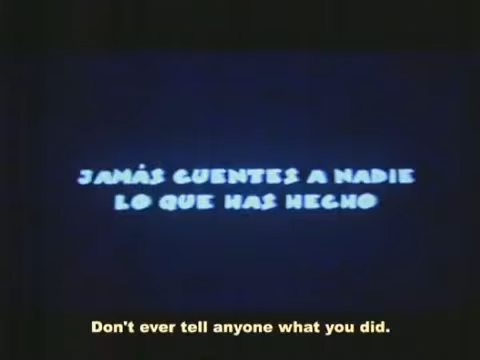 JAMÁS CUENTES A NADIE
LO QUE HAS HECHO
Don't ever tell anyone what you did.